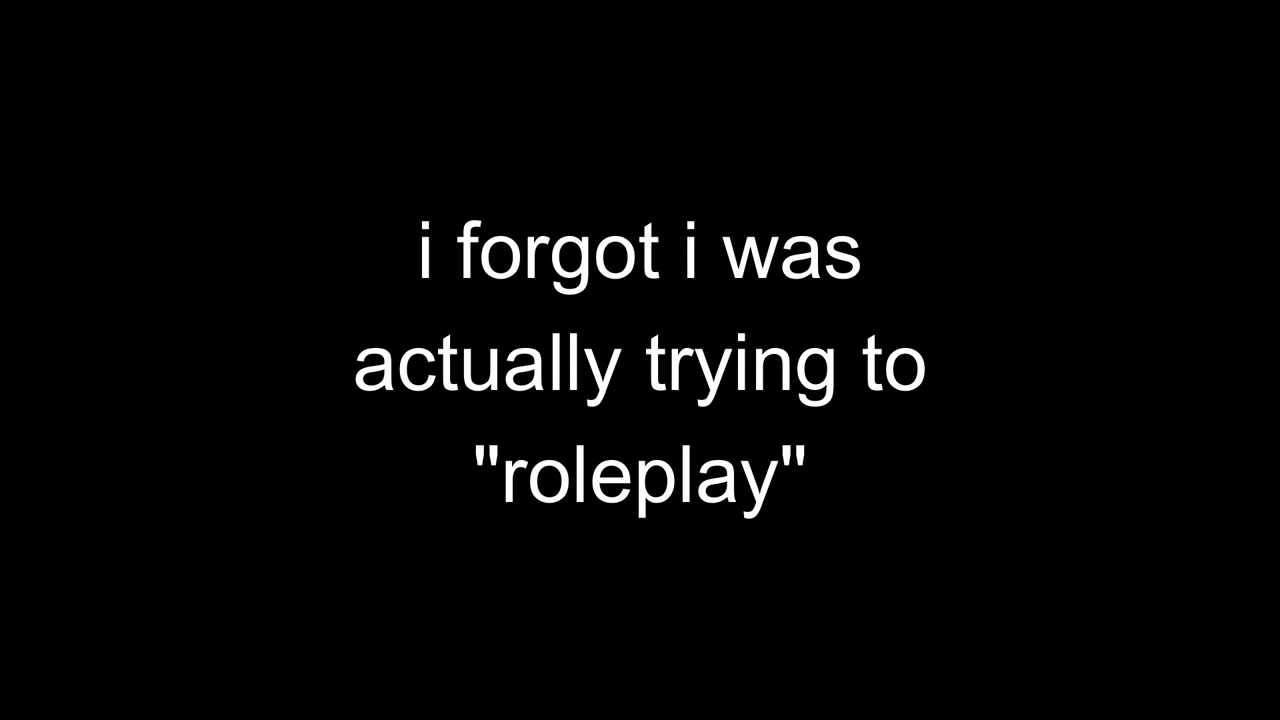 i forgot i was
actually trying to
"roleplay"